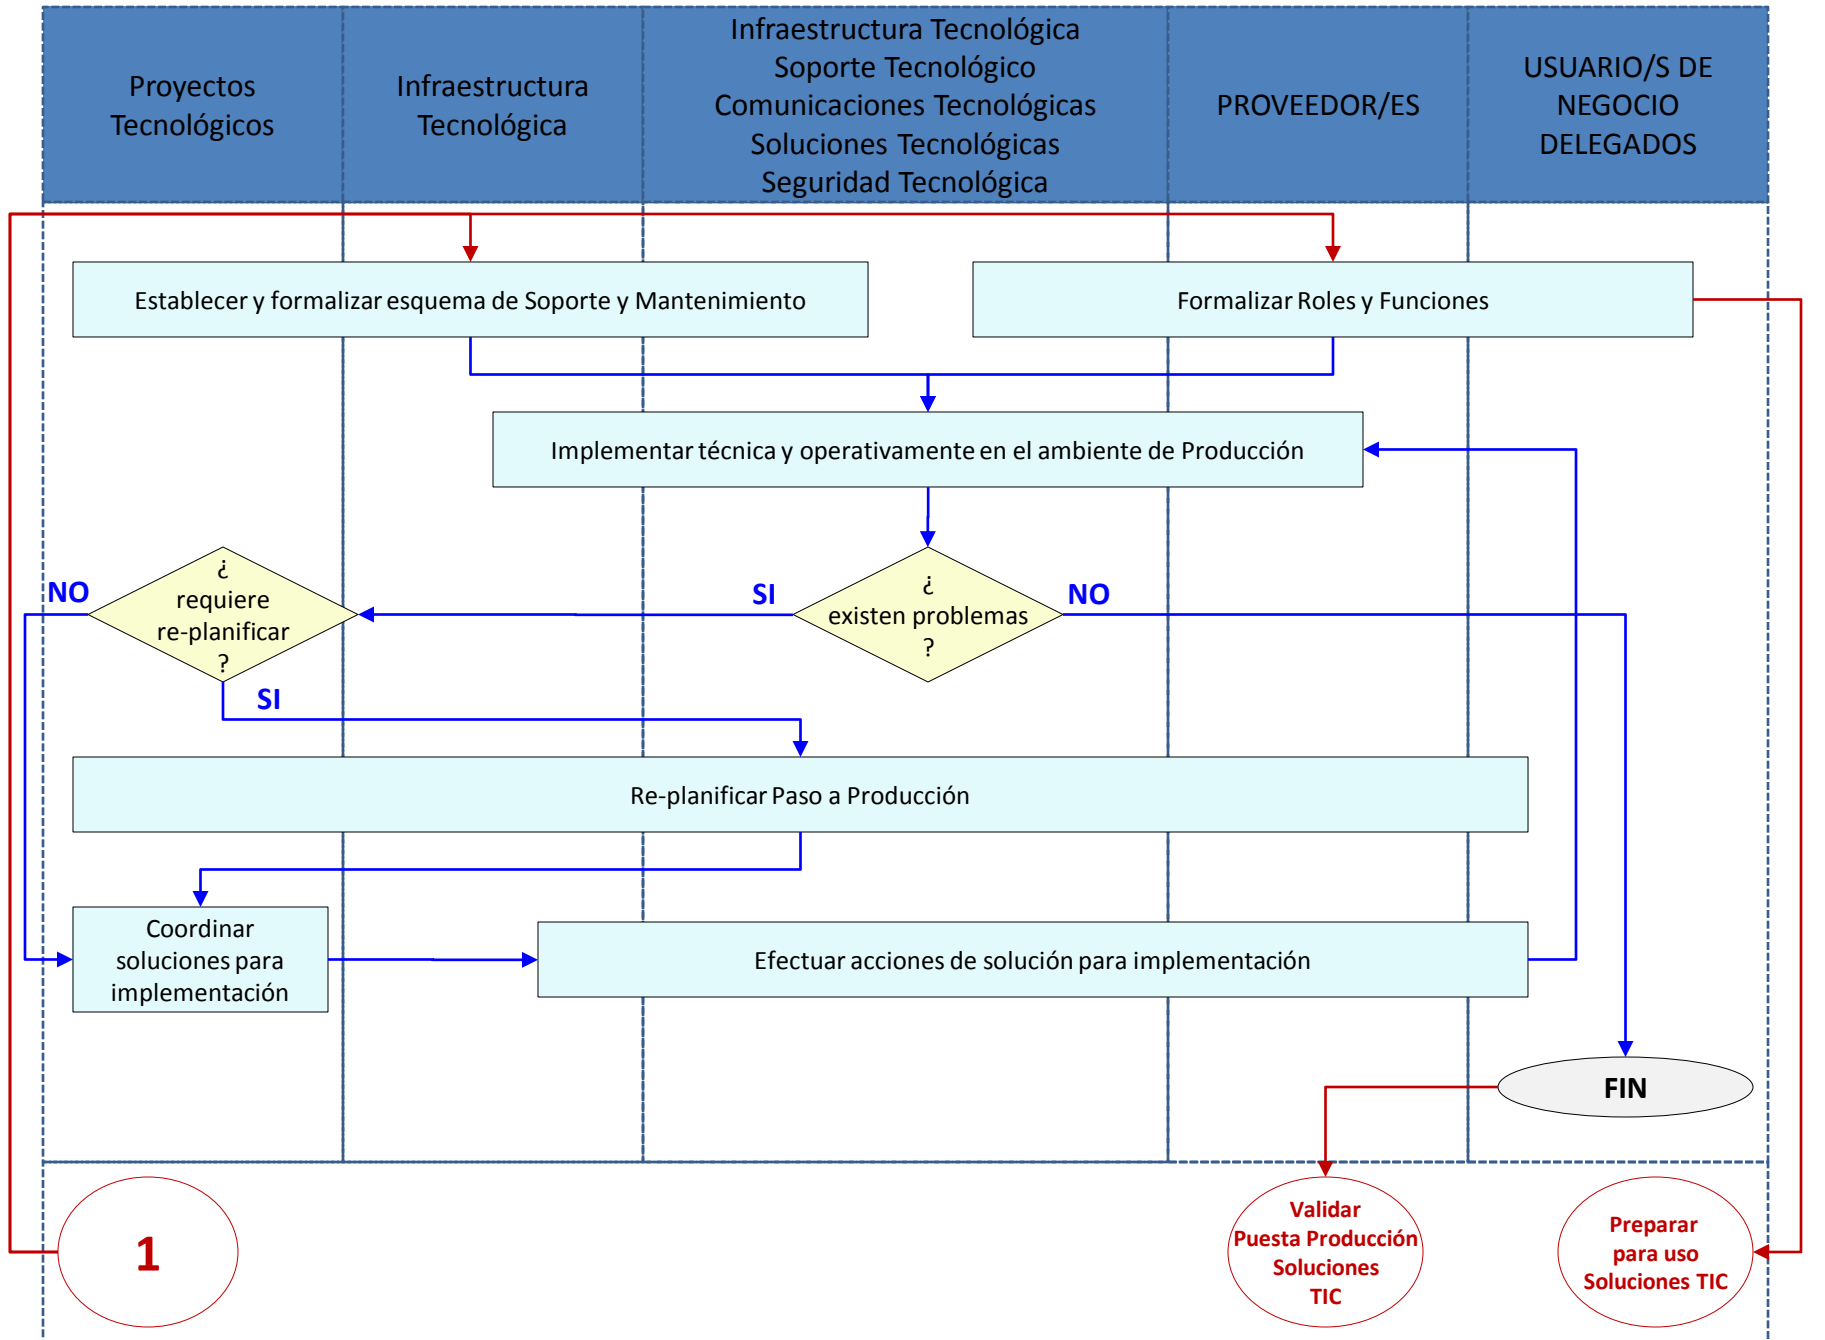 Proyectos
Tecnológicos
Infraestructura
Tecnológica
Infraestructura Tecnológica
Soporte Tecnológico
Comunicaciones Tecnológicas
Soluciones Tecnológicas
Seguridad Tecnológica
PROVEEDOR/ES
USUARIO/S DE
NEGOCIO
DELEGADOS
Establecer y formalizar esquema de Soporte y Mantenimiento
Formalizar Roles y Funciones
Implementar técnica y operativamente en el ambiente de Producción
NO
¿
requiere
re-planificar
?
SI
SI
¿
existen problemas
?
NO
Re-planificar Paso a Producción
Coordinar
soluciones para
implementación
Efectuar acciones de solución para implementación
FIN
1
Validar
Puesta Producción
Soluciones
TIC
Preparar
para uso
Soluciones TIC